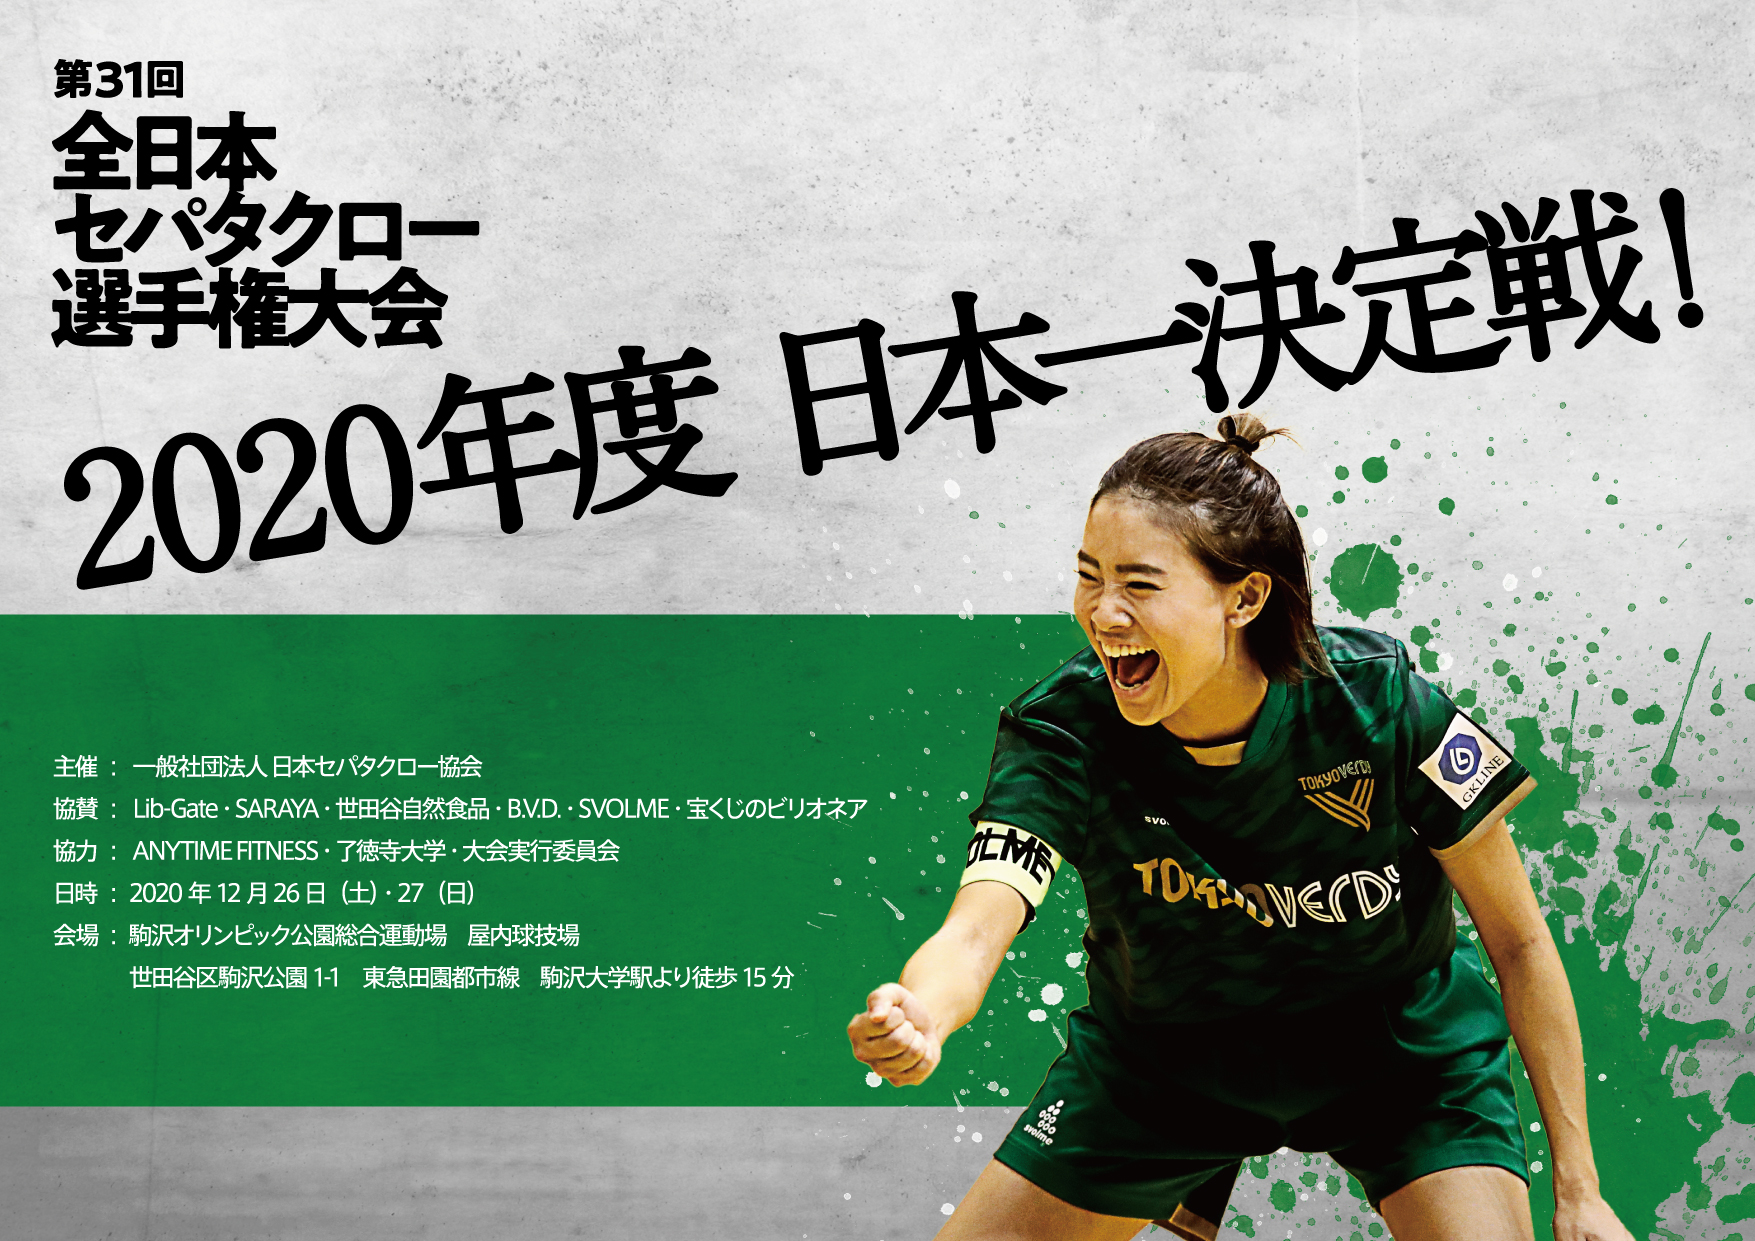 第31回
全日本
セパタクロー
選手権大会
2020年度 日本一決定戦！
主催 ： 一般社団法人 日本セパタクロー協会
協賛 ： Lib-Gate・SARAYA・世田谷自然食品・B.V.D.・SVOLME・宝くじのビリオネア
協力 ： ANYTIME FITNESS・了徳寺大学・大会実行委員会
日時 ： 2020 年 12 月 26 日（土）・27（日）
会場 ： 駒沢オリンピック公園総合運動場　屋内球技場
世田谷区駒沢公園 1-1　東急田園都市線　駒沢大学駅より徒歩 15 分
TOKYO VERDY
GKLINE
SVO
OLME
TOKYO VERDY
svolme